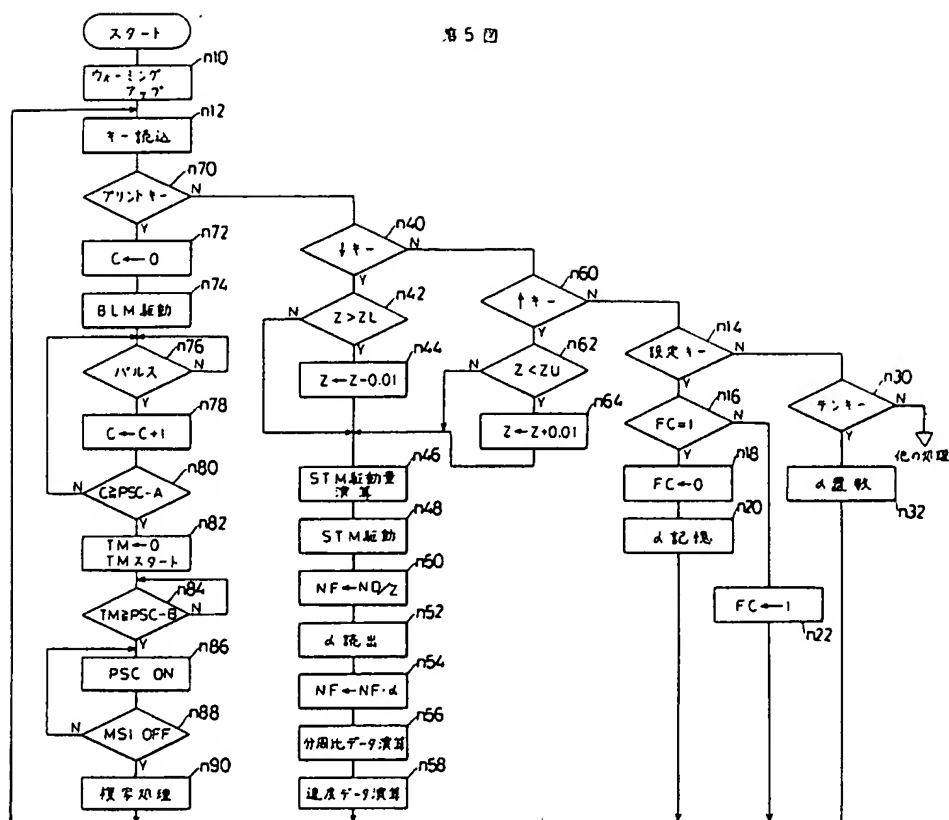 第5図
スタート
n10
ウォーミング
アップ
n12
キー読込
n70
プリントキー
N
Y
n72
C←0
n74
BLM駆動
n76
パルス
N
Y
n78
C←C+1
n80
C≧PSC-A
N
Y
n82
TM←0
TMスタート
n84
TM≧PSC-B
N
Y
n86
PSC ON
n88
MSI OFF
N
Y
n90
複写処理
n40
↓キー
N
Y
n42
Z>ZL
N
Y
n44
Z←Z-0.01
n46
STM駆動量
演算
n48
STM駆動
n50
NF←NO/Z
n52
α読出
n54
NF←NF·α
n56
分周比データ演算
n58
速度データ演算
n60
↑キー
N
Y
n62
Z<ZU
N
Y
n64
Z←Z+0.01
n14
設定キー
N
Y
n16
FC=1
N
Y
n18
FC←0
n20
α記憶
FC←1
n22
n30
テンキー
N
Y
他の処理
α置数
n32